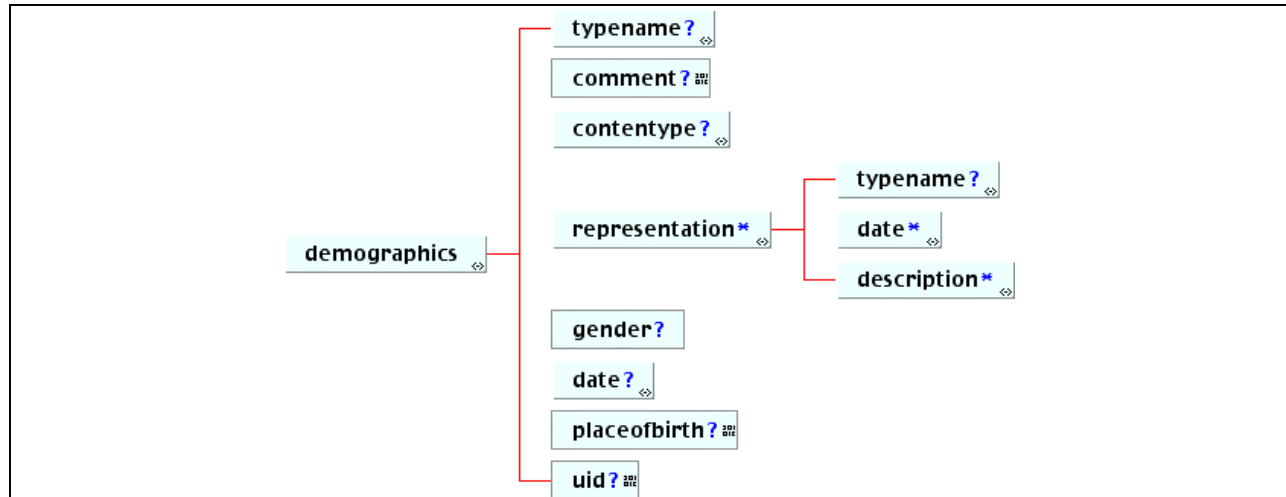 typename?
comment?
contentype?
typename?
representation*
date*
demographics
description*
gender?
date?
placeofbirth?
uid?